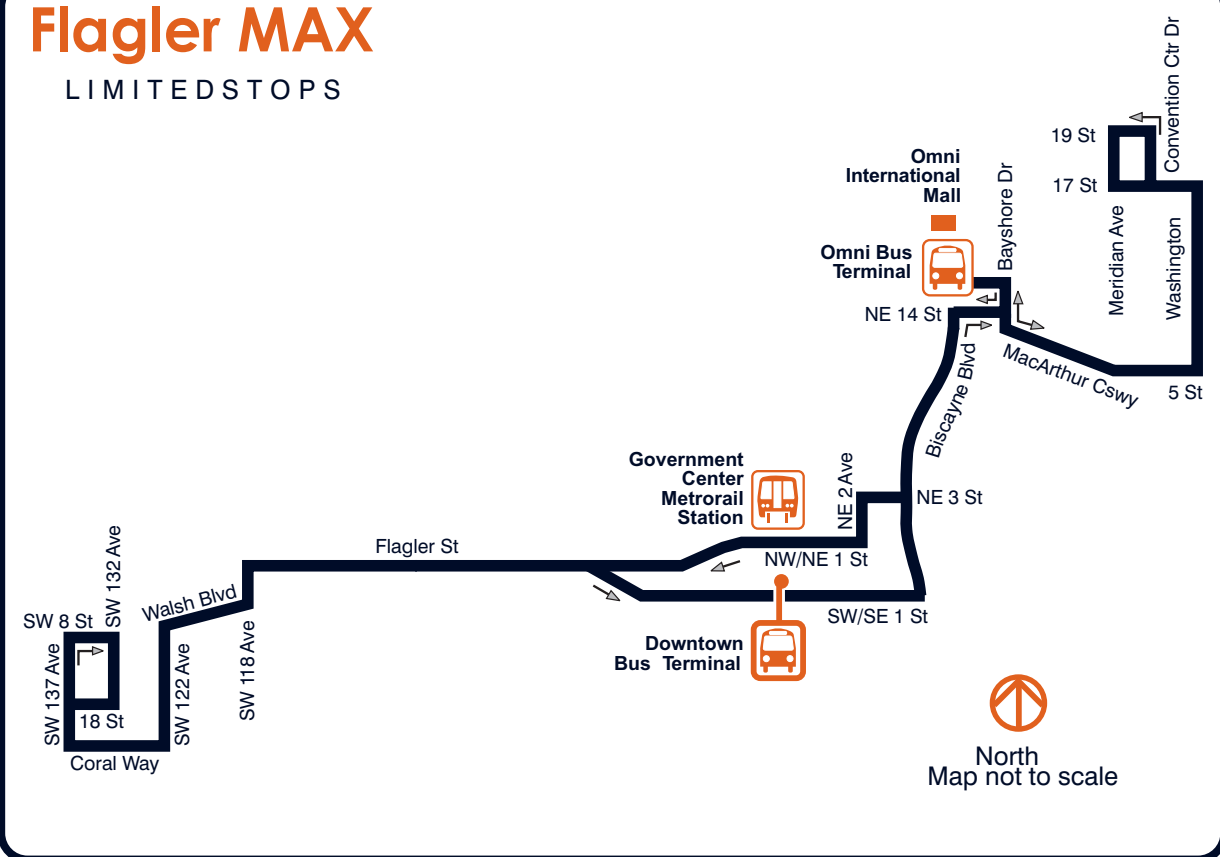 Flagler MAX
LIMITEDSTOPS
Convention Ctr Dr
19 St
17 St
Omni
International
Mall
Bayshore Dr
Omni Bus
Terminal
Meridian Ave
Washington
NE 14 St
MacArthur Cswy
5 St
Biscayne Blvd
Government
Center
Metrorail
Station
NE 2 Ave
NE 3 St
Flagler St
NW/NE 1 St
SW 132 Ave
Walsh Blvd
SW 8 St
SW/SE 1 St
Downtown
Bus Terminal
SW 137 Ave
SW 122 Ave
SW 118 Ave
18 St
Coral Way
North
Map not to scale